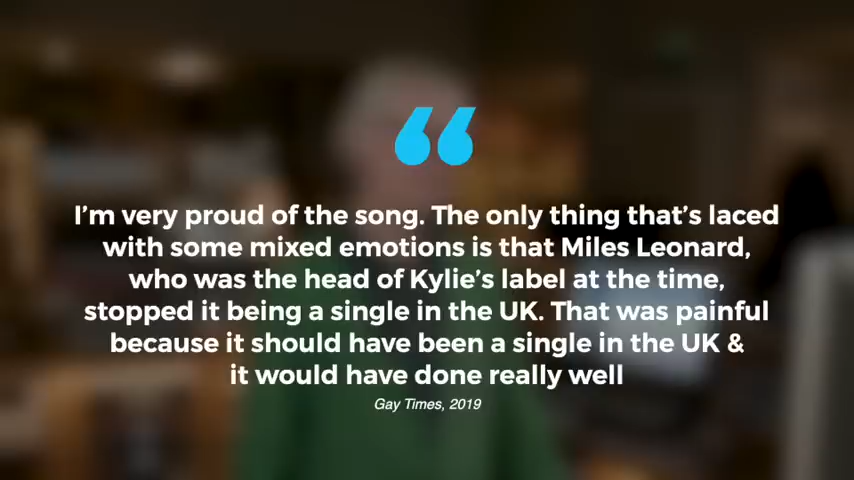 “
I’m very proud of the song. The only thing that’s laced
with some mixed emotions is that Miles Leonard,
who was the head of Kylie’s label at the time,
stopped it being a single in the UK. That was painful
because it should have been a single in the UK &
it would have done really well
Gay Times, 2019